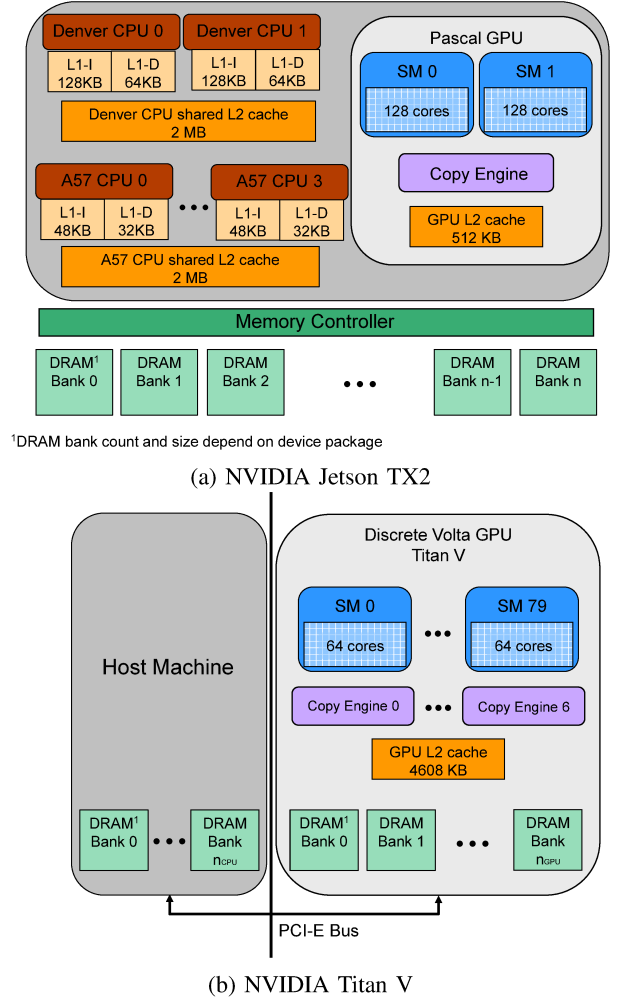 Denver CPU 0
Denver CPU 1
L1-I
128KB
L1-D
64KB
L1-I
128KB
L1-D
64KB
Denver CPU shared L2 cache
2 MB
A57 CPU 0
A57 CPU 3
L1-I
48KB
L1-D
32KB
L1-I
48KB
L1-D
32KB
A57 CPU shared L2 cache
2 MB
Pascal GPU
SM 0
128 cores
SM 1
128 cores
Copy Engine
GPU L2 cache
512 KB
Memory Controller
DRAM¹
Bank 0
DRAM
Bank 1
DRAM
Bank 2
DRAM
Bank n-1
DRAM
Bank n
¹DRAM bank count and size depend on device package
(a) NVIDIA Jetson TX2
Host Machine
DRAM¹
Bank 0
DRAM
Bank
nCPU
Discrete Volta GPU
Titan V
SM 0
64 cores
SM 79
64 cores
Copy Engine 0
Copy Engine 6
GPU L2 cache
4608 KB
DRAM¹
Bank 0
DRAM
Bank 1
DRAM
Bank
nGPU
PCI-E Bus
(b) NVIDIA Titan V